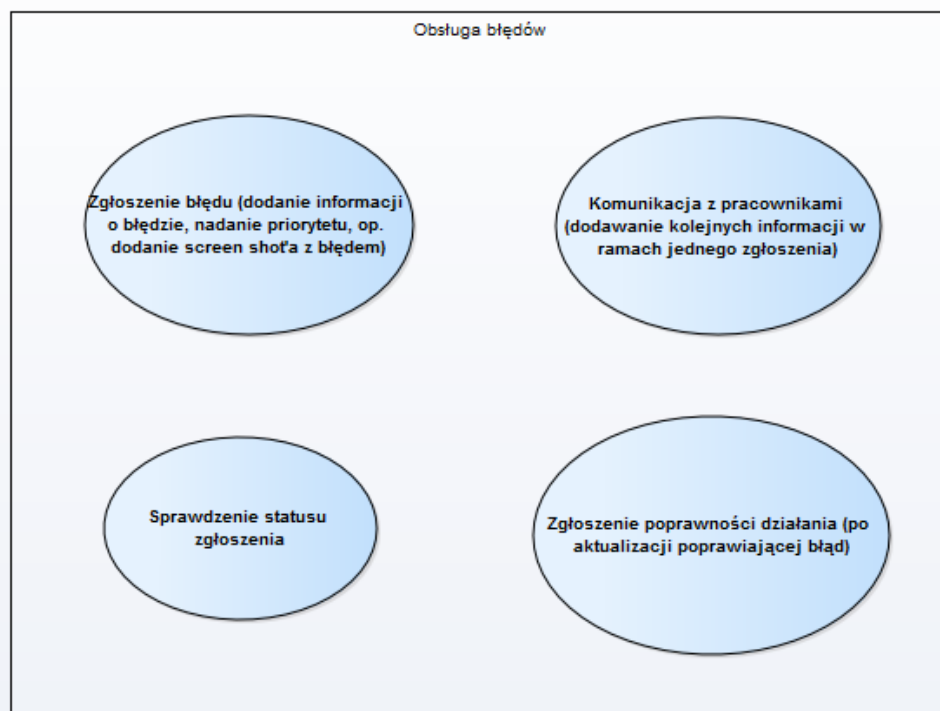 Obsługa błędów
Zgłoszenie błędu (dodanie informacji
o błędzie, nadanie priorytetu, op.
dodanie screen shot'a z błędem)
Komunikacja z pracownikami
(dodawanie kolejnych informacji w
ramach jednego zgłoszenia)
Sprawdzenie statusu
zgłoszenia
Zgłoszenie poprawności działania (po
aktualizacji poprawiającej błąd)